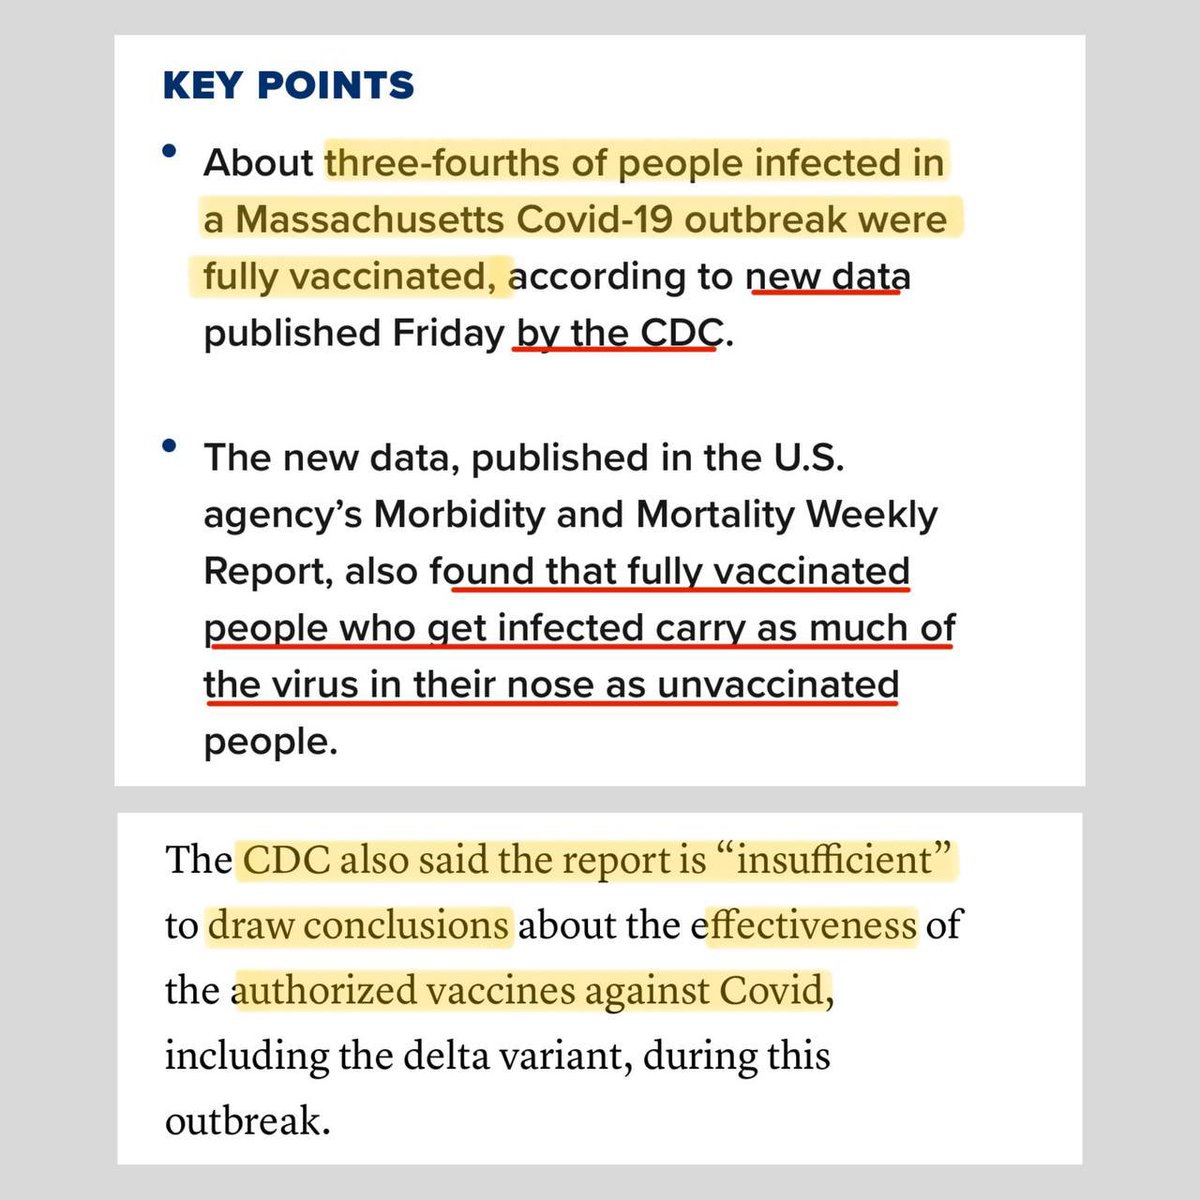 KEY POINTS
• About three-fourths of people infected in
a Massachusetts Covid-19 outbreak were
fully vaccinated, according to new data
published Friday by the CDC.
• The new data, published in the U.S.
agency’s Morbidity and Mortality Weekly
Report, also found that fully vaccinated
people who get infected carry as much of
the virus in their nose as unvaccinated
people.
The CDC also said the report is “insufficient”
to draw conclusions about the effectiveness of
the authorized vaccines against Covid,
including the delta variant, during this
outbreak.